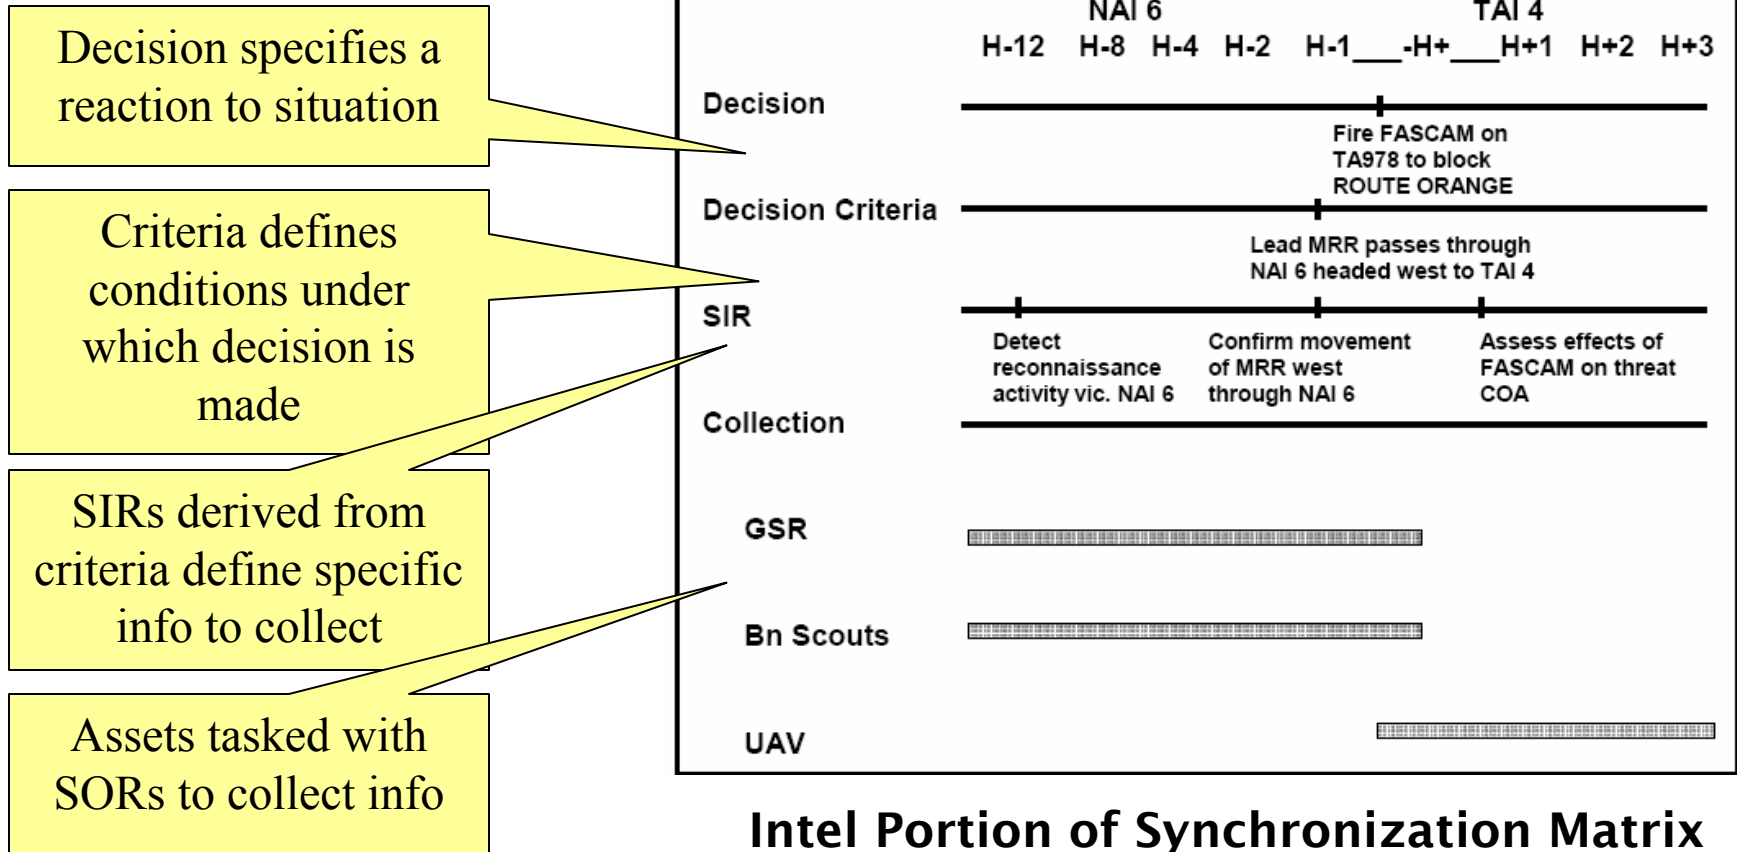 Decision specifies a
reaction to situation
Criteria defines
conditions under
which decision is
made
SIRs derived from
criteria define specific
info to collect
Assets tasked with
SORs to collect info
NAI 6 TAI 4
H-12 H-8 H-4 H-2 H-1___-H+___H+1 H+2 H+3
Decision
Fire FASCAM on
TA978 to block
ROUTE ORANGE
Decision Criteria
Lead MRR passes through
NAI 6 headed west to TAI 4
SIR
Detect
reconnaissance
activity vic. NAI 6
Confirm movement
of MRR west
through NAI 6
Assess effects of
FASCAM on threat
COA
Collection
GSR
Bn Scouts
UAV
Intel Portion of Synchronization Matrix